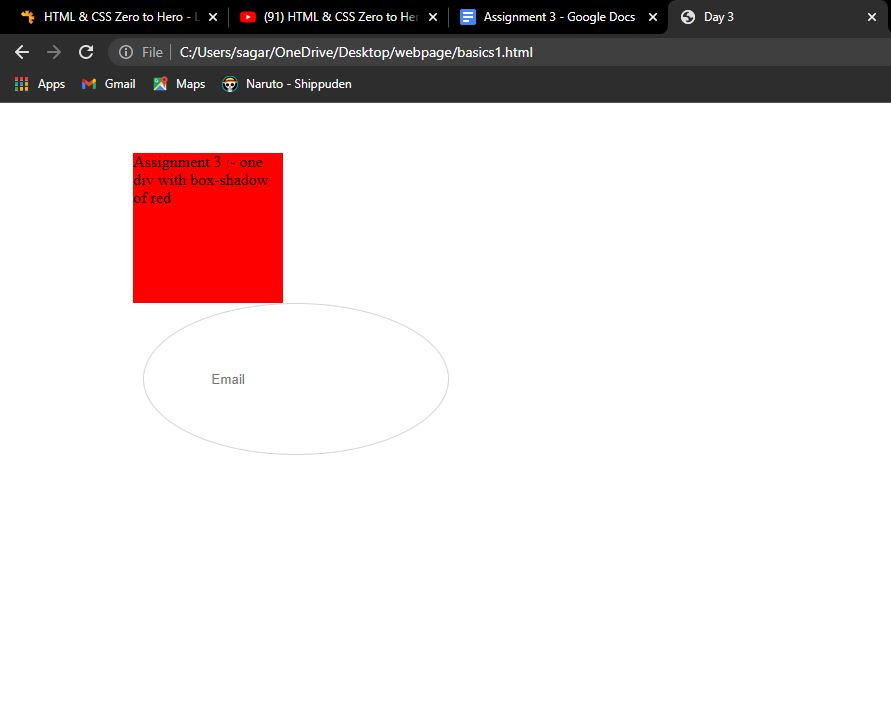 HTML & CSS Zero to Hero - L
(91) HTML & CSS Zero to Her
Assignment 3 - Google Docs
Day 3
File
C:/Users/sagar/OneDrive/Desktop/webpage/basics1.html
Apps
Gmail
Maps
Naruto - Shippuden
Assignment 3 :- one
div with box-shadow
of red
Email